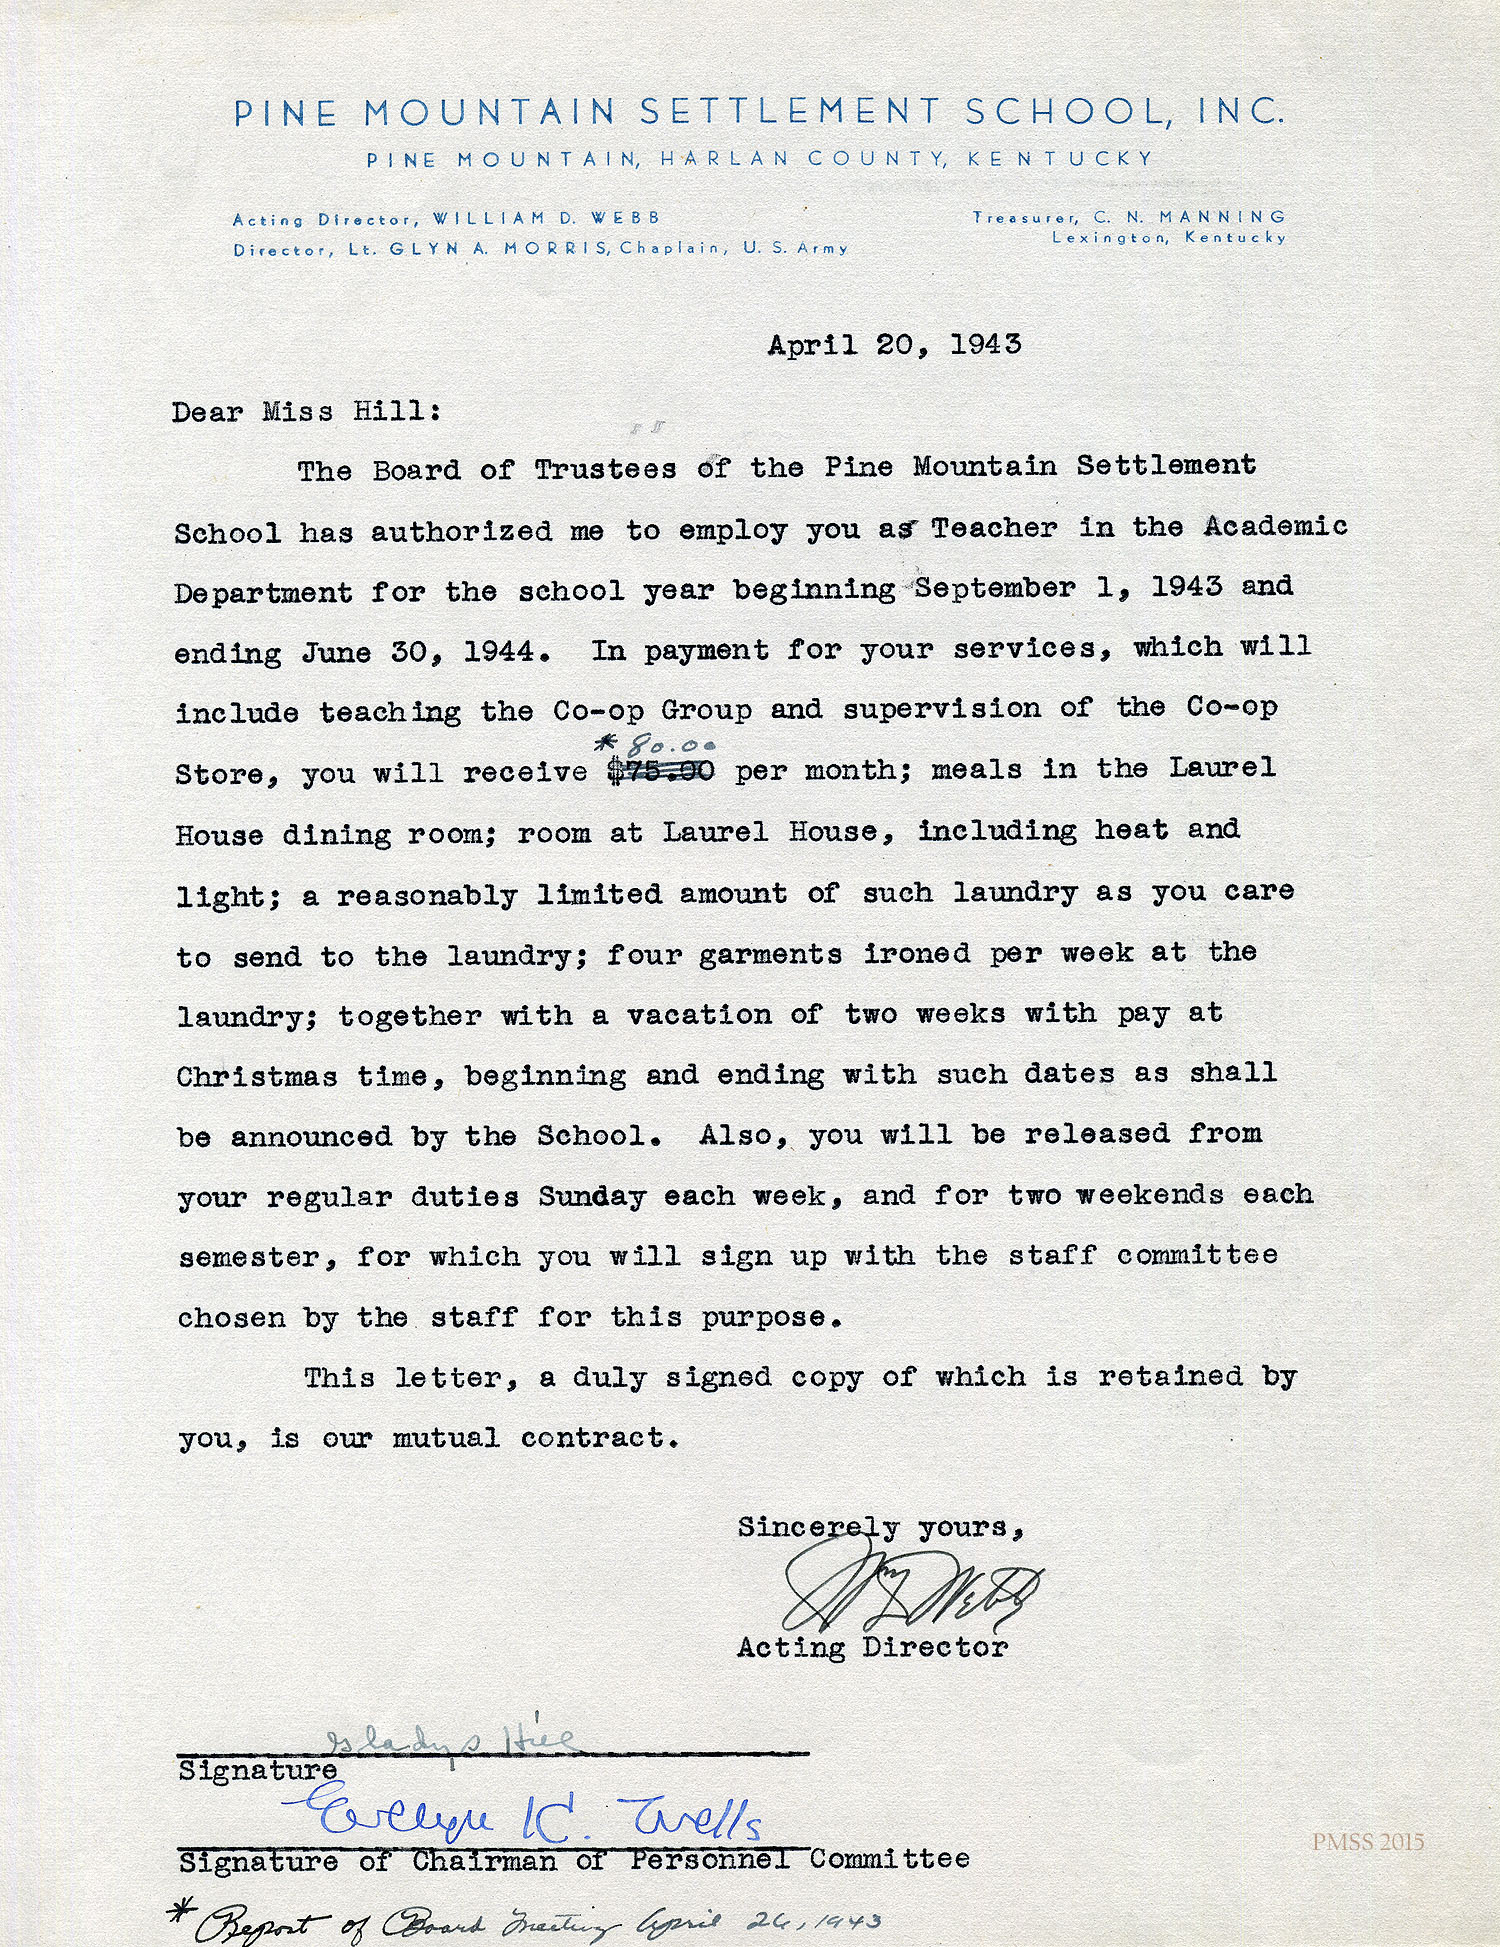 PINE MOUNTAIN SETTLEMENT SCHOOL, INC.
PINE MOUNTAIN, HARLAN COUNTY, KENTUCKY
Acting Director, WILLIAM D. WEBB
Director, Lt. GLYN A. MORRIS, Chaplain, U. S. Army
Treasurer, C. N. MANNING
Lexington, Kentucky
April 20, 1943
Dear Miss Hill:
The Board of Trustees of the Pine Mountain Settlement
School has authorized me to employ you as Teacher in the Academic
Department for the school year beginning September 1, 1943 and
ending June 30, 1944. In payment for your services, which will
include teaching the Co-op Group and supervision of the Co-op
* 80.00
Store, you will receive $75.00 per month; meals in the Laurel
House dining room; room at Laurel House, including heat and
light; a reasonably limited amount of such laundry as you care
to send to the laundry; four garments ironed per week at the
laundry; together with a vacation of two weeks with pay at
Christmas time, beginning and ending with such dates as shall
be announced by the School. Also, you will be released from
your regular duties Sunday each week, and for two weekends each
semester, for which you will sign up with the staff committee
chosen by the staff for this purpose.
This letter, a duly signed copy of which is retained by
you, is our mutual contract.
Sincerely yours,
Wm D Webb
Acting Director
Gladys Hill
Signature
Evelyn K. Wells
Signature of Chairman of Personnel Committee
* Report of Board Meeting April 26, 1943
PMSS 2015